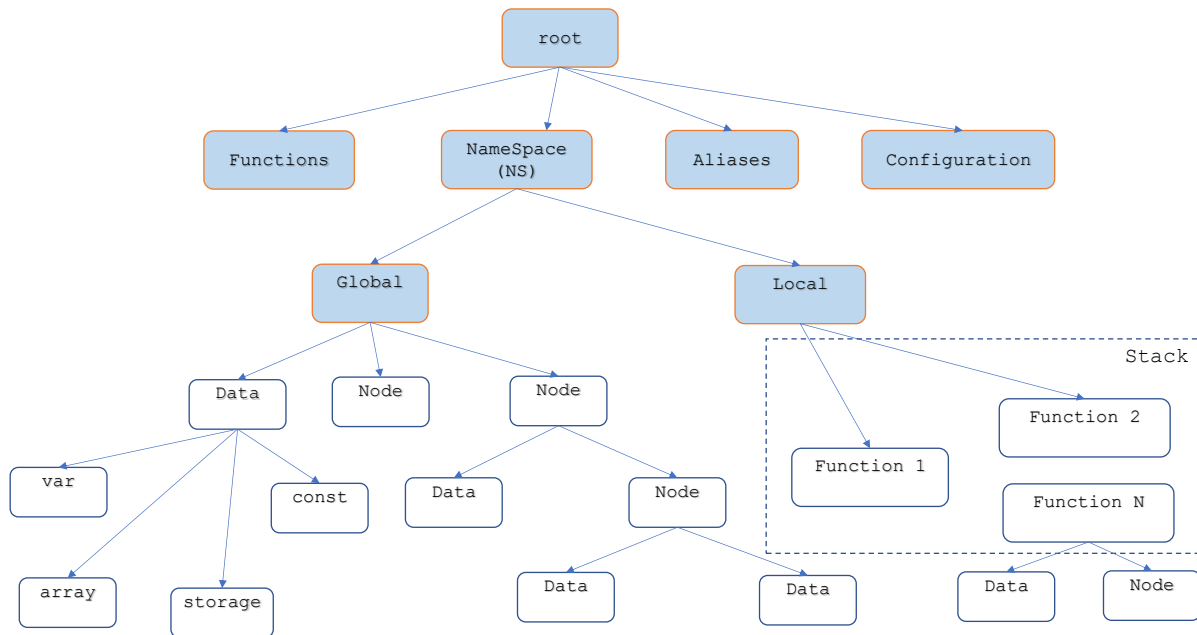 root
Functions
NameSpace
(NS)
Aliases
Configuration
Global
Local
Stack
Data
Node
Node
Function 2
Function 1
var
const
Data
Node
Function N
array
storage
Data
Data
Data
Node